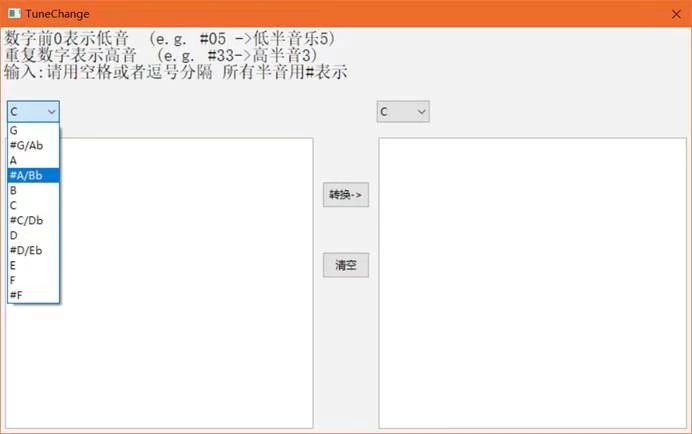 TuneChange
数字前0表示低音 (e.g. #05 ->低半音乐5)
重复数字表示高音 (e.g. #33->高半音3)
输入:请用空格或者逗号分隔 所有半音用#表示
C
C
G
#G/Ab
A
#A/Bb
B
C
#C/Db
D
#D/Eb
E
F
#F
转换->
清空